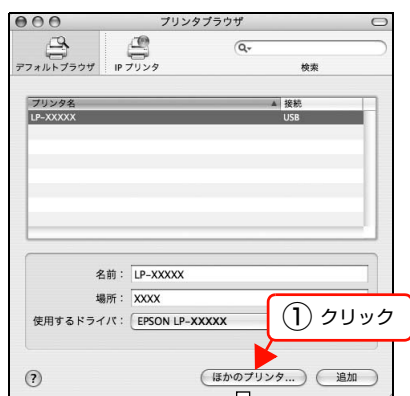 プリンタブラウザ
デフォルトブラウザ IP プリンタ 検索
プリンタ名 接続
LP-XXXXX USB
名前： LP-XXXXX
場所： XXXX
使用するドライバ： EPSON LP-XXXXX
① クリック
? ほかのプリンタ... 追加